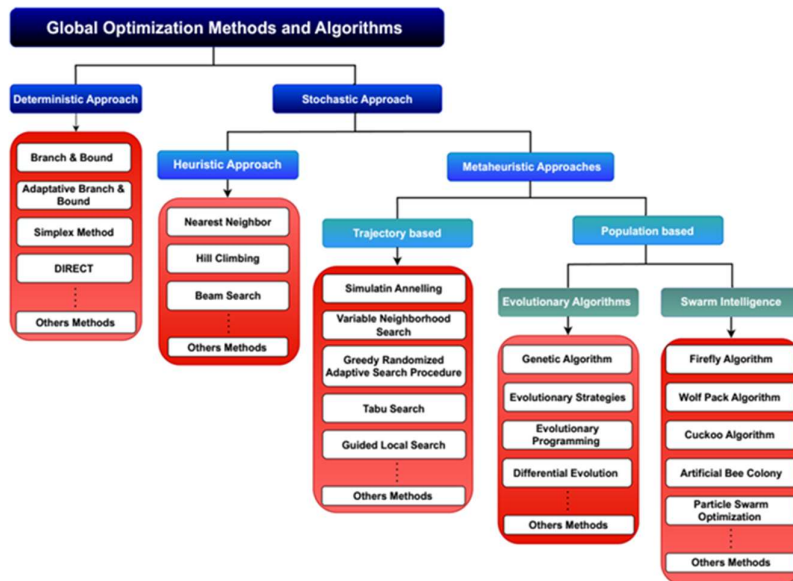 Global Optimization Methods and Algorithms
Deterministic Approach
Stochastic Approach
Branch & Bound
Adaptative Branch &
Bound
Simplex Method
DIRECT
Others Methods
Heuristic Approach
Metaheuristic Approaches
Nearest Neighbor
Hill Climbing
Beam Search
Others Methods
Trajectory based
Population based
Simulatin Annelling
Variable Neighborhood
Search
Greedy Randomized
Adaptive Search Procedure
Tabu Search
Guided Local Search
Others Methods
Evolutionary Algorithms
Swarm Intelligence
Genetic Algorithm
Evolutionary Strategies
Evolutionary
Programming
Differential Evolution
Others Methods
Firefly Algorithm
Wolf Pack Algorithm
Cuckoo Algorithm
Artificial Bee Colony
Particle Swarm
Optimization
Others Methods